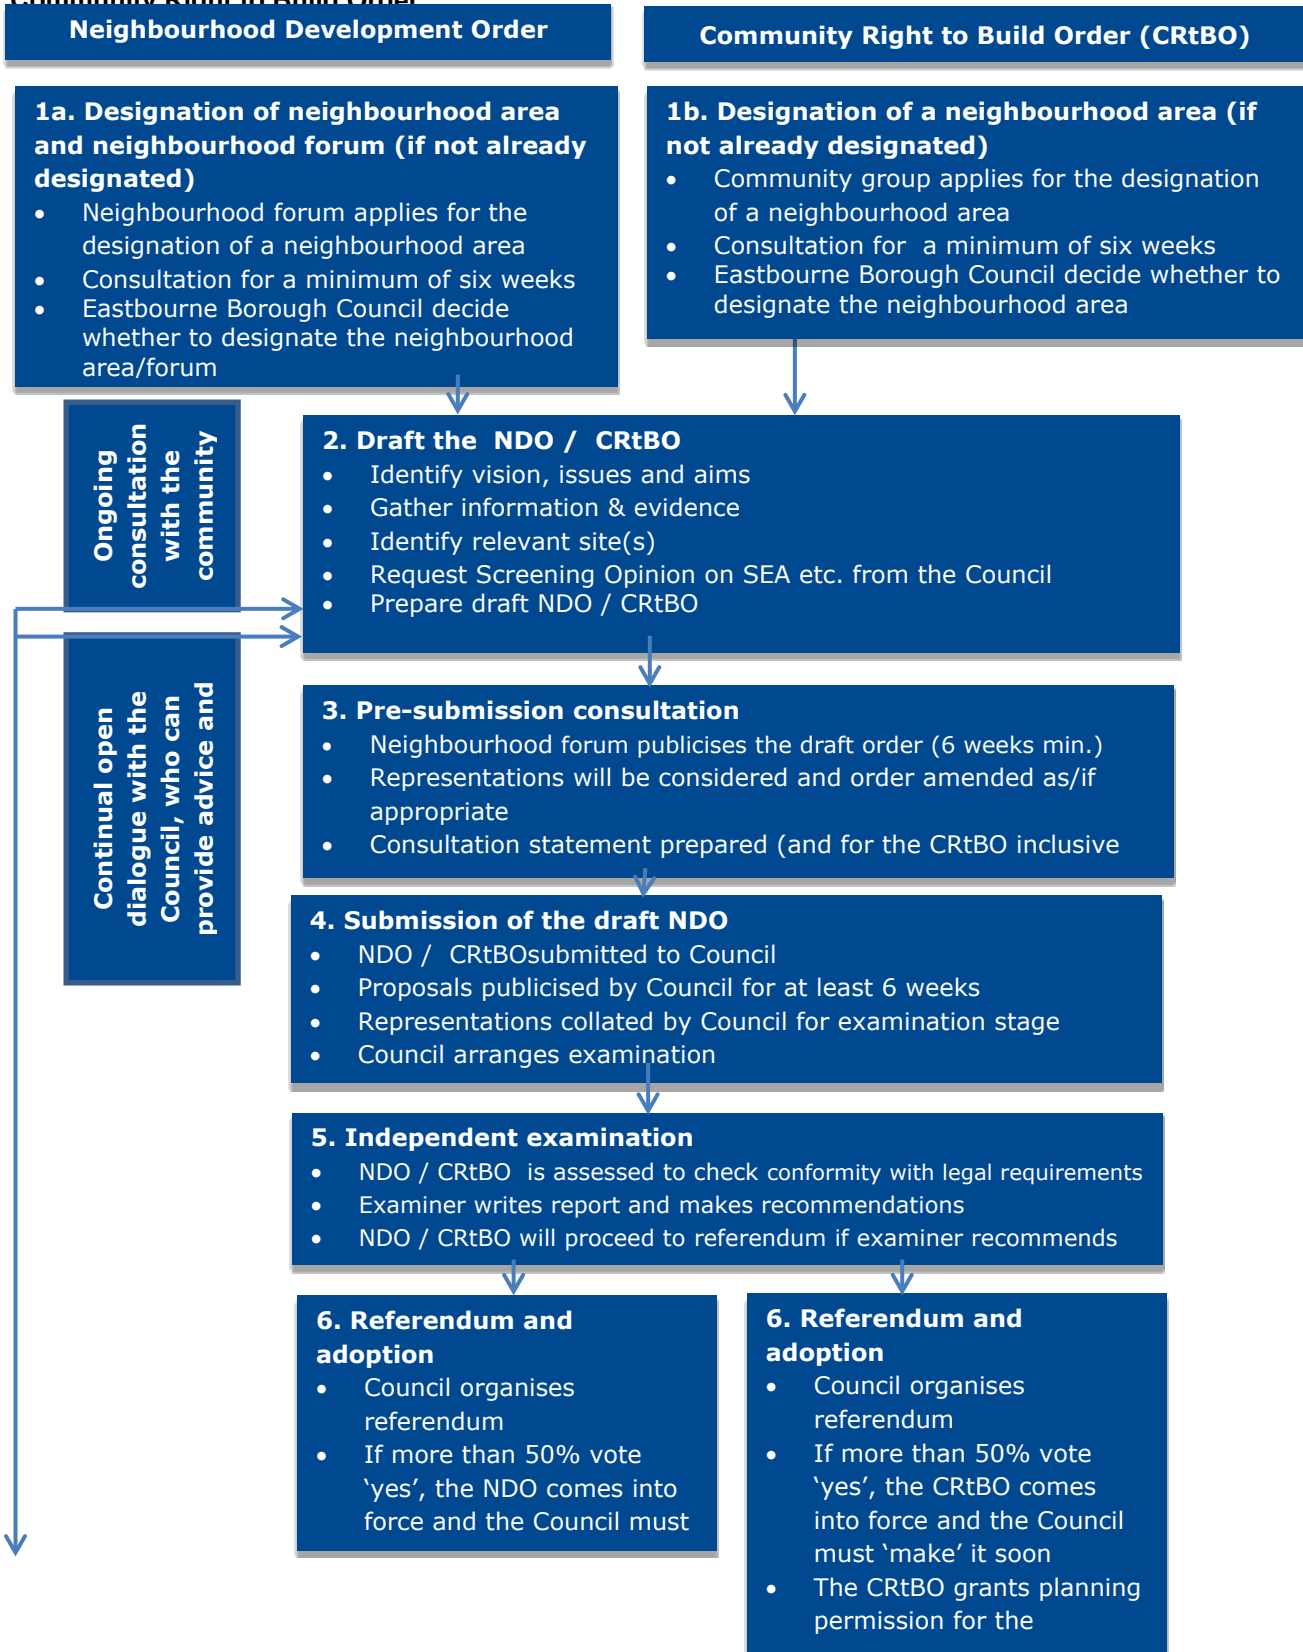 Community Right to Build Order
Neighbourhood Development Order
Community Right to Build Order (CRtBO)
1a. Designation of neighbourhood area
and neighbourhood forum (if not already
designated)
• Neighbourhood forum applies for the
designation of a neighbourhood area
• Consultation for a minimum of six weeks
• Eastbourne Borough Council decide
whether to designate the neighbourhood
area/forum
1b. Designation of a neighbourhood area (if
not already designated)
• Community group applies for the designation
of a neighbourhood area
• Consultation for a minimum of six weeks
• Eastbourne Borough Council decide whether to
designate the neighbourhood area
Ongoing
consultation
with the
community
2. Draft the NDO / CRtBO
• Identify vision, issues and aims
• Gather information & evidence
• Identify relevant site(s)
• Request Screening Opinion on SEA etc. from the Council
• Prepare draft NDO / CRtBO
Continual open
dialogue with the
Council, who can
provide advice and
3. Pre-submission consultation
• Neighbourhood forum publicises the draft order (6 weeks min.)
• Representations will be considered and order amended as/if
appropriate
• Consultation statement prepared (and for the CRtBO inclusive
4. Submission of the draft NDO
• NDO / CRtBOsubmitted to Council
• Proposals publicised by Council for at least 6 weeks
• Representations collated by Council for examination stage
• Council arranges examination
5. Independent examination
• NDO / CRtBO is assessed to check conformity with legal requirements
• Examiner writes report and makes recommendations
• NDO / CRtBO will proceed to referendum if examiner recommends
6. Referendum and
adoption
• Council organises
referendum
• If more than 50% vote
‘yes’, the NDO comes into
force and the Council must
6. Referendum and
adoption
• Council organises
referendum
• If more than 50% vote
‘yes’, the CRtBO comes
into force and the Council
must ‘make’ it soon
• The CRtBO grants planning
permission for the